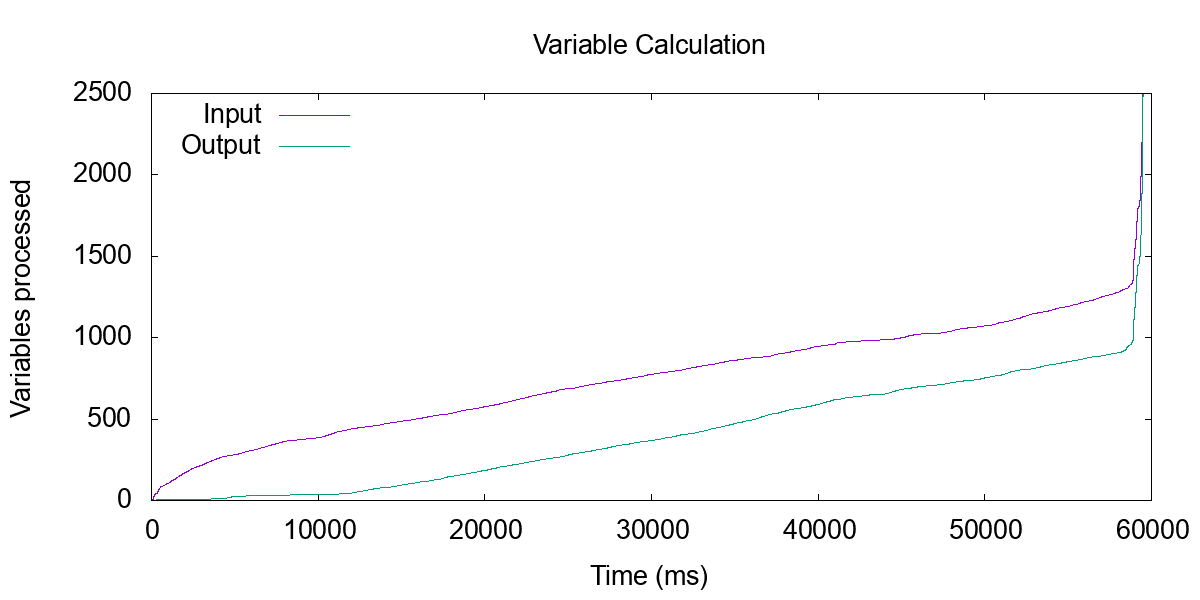 Variable Calculation
Variables processed
2500
2000
1500
1000
500
0
Input
Output
0 10000 20000 30000 40000 50000 60000
Time (ms)